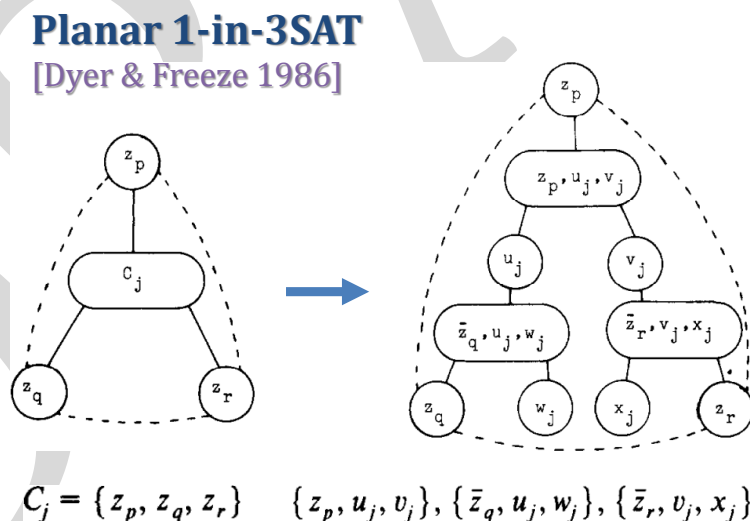 Planar 1-in-3SAT
[Dyer & Freeze 1986]
z_p
C_j
z_q
z_r
z_p
z_p, u_j, v_j
u_j
v_j
z̄_q, u_j, w_j
z̄_r, v_j, x_j
z_q
w_j
x_j
z_r
C_j = {z_p, z_q, z_r} {z_p, u_j, v_j}, {z̄_q, u_j, w_j}, {z̄_r, v_j, x_j}